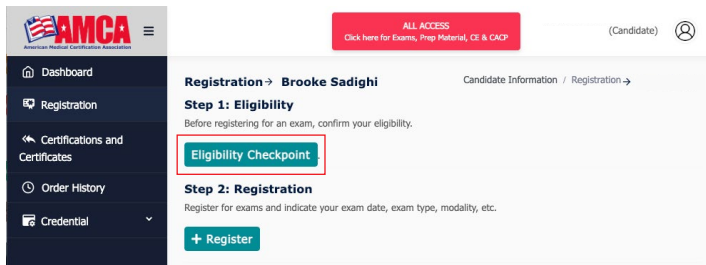 AMCA
American Medical Certification Association
ALL ACCESS
Click here for Exams, Prep Material, CE & CACP
(Candidate)
Dashboard
Registration
Certifications and
Certificates
Order History
Credential
Registration→ Brooke Sadighi
Candidate Information / Registration→
Step 1: Eligibility
Before registering for an exam, confirm your eligibility.
Eligibility Checkpoint
Step 2: Registration
Register for exams and indicate your exam date, exam type, modality, etc.
+ Register